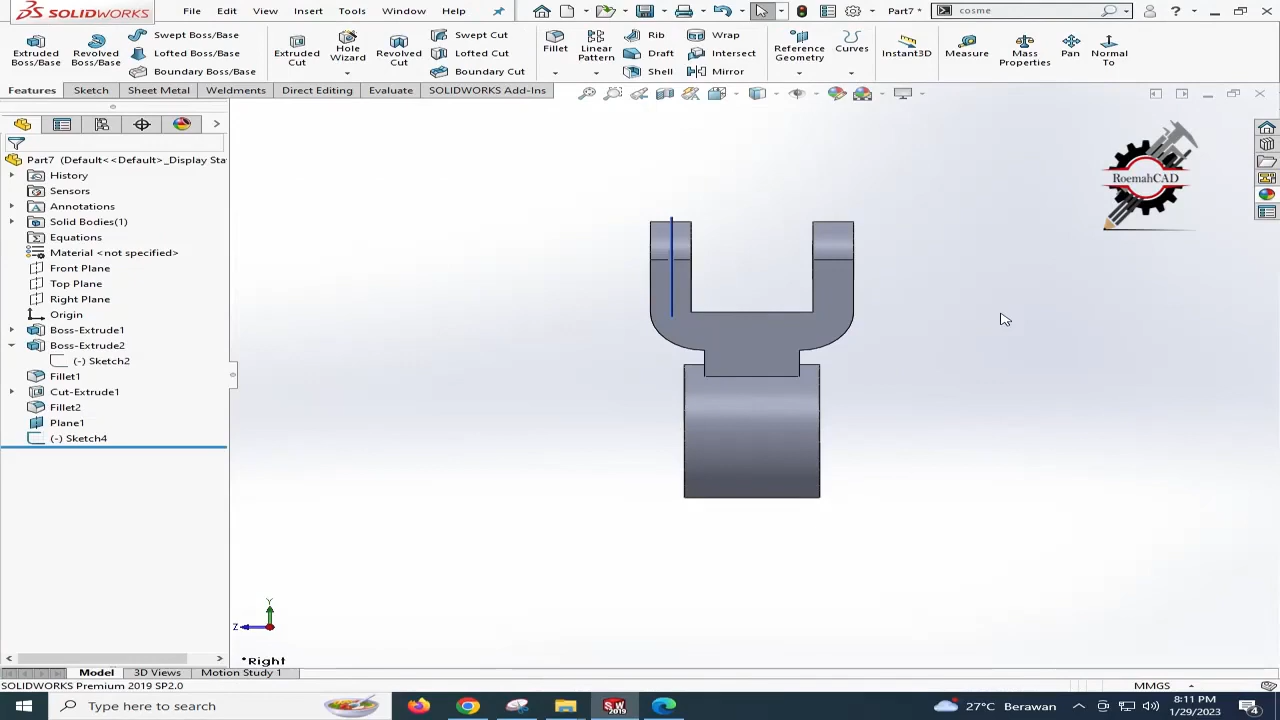 SOLIDWORKS File Edit View Insert Tools Window Help Part7 * cosme
Extruded Boss/Base Revolved Boss/Base Swept Boss/Base Lofted Boss/Base Boundary Boss/Base Extruded Cut Hole Wizard Revolved Cut Swept Cut Lofted Cut Boundary Cut Fillet Linear Pattern Rib Draft Shell Wrap Intersect Mirror Reference Geometry Curves Instant3D Measure Mass Properties Pan Normal To
Features Sketch Sheet Metal Weldments Direct Editing Evaluate SOLIDWORKS Add-Ins
Part7 (Default<<Default>_Display Sta
History
Sensors
Annotations
Solid Bodies(1)
Equations
Material <not specified>
Front Plane
Top Plane
Right Plane
Origin
Boss-Extrude1
Boss-Extrude2
(-) Sketch2
Fillet1
Cut-Extrude1
Fillet2
Plane1
(-) Sketch4
RoemahCAD
Y
Z
*Right
Model 3D Views Motion Study 1
SOLIDWORKS Premium 2019 SP2.0 MMGS
Type here to search SW 2019 27°C Berawan 8:11 PM
1/29/2023 4